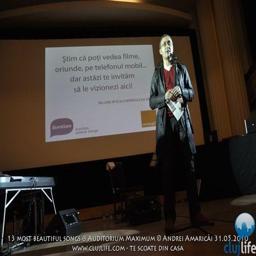 Știm că poți vedea filme,
oriunde, pe telefonul mobil...
dar astăzi te invităm
să le vizionezi aici!
13 MOST BEAUTIFUL SONGS @ AUDITORIUM MAXIMUM © ANDREI AMARICĂI 31.05.2010
WWW.CLUJLIFE.COM - TE SCOATE DIN CASA
clujlife